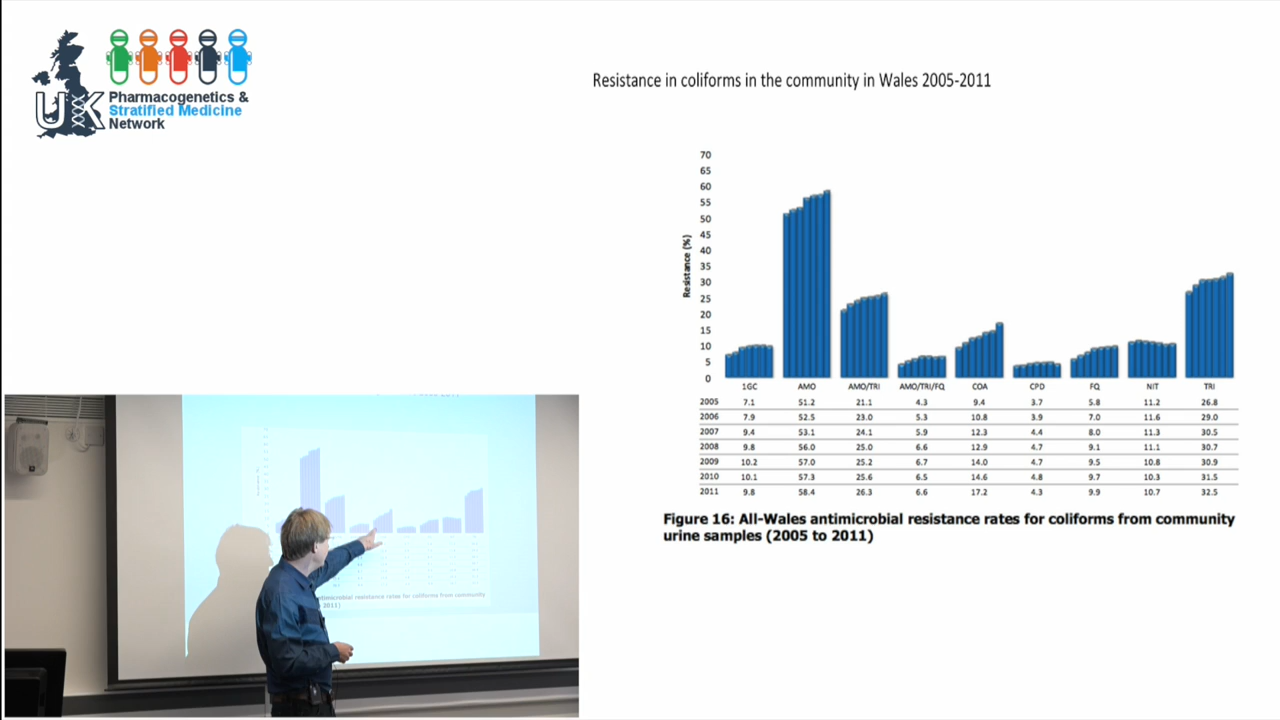 UK
Pharmacogenetics &
Stratified Medicine
Network
Resistance in coliforms in the community in Wales 2005-2011
70
65
60
55
50
45
40
35
30
25
20
15
10
5
0
Resistance (%)
1GC AMO AMO/TRI AMO/TRI/FQ COA CPD FQ NIT TRI
2005 7.1 51.2 21.1 4.3 9.4 3.7 5.8 11.2 26.8
2006 7.9 52.5 23.0 5.3 10.8 3.9 7.0 11.6 29.0
2007 9.4 53.1 24.1 5.9 12.3 4.4 8.0 11.3 30.5
2008 9.8 56.0 25.0 6.6 12.9 4.7 9.1 11.1 30.7
2009 10.2 57.0 25.2 6.7 14.0 4.7 9.5 10.8 30.9
2010 10.1 57.3 25.6 6.5 14.6 4.8 9.7 10.3 31.5
2011 9.8 58.4 26.3 6.6 17.2 4.3 9.9 10.7 32.5
Figure 16: All-Wales antimicrobial resistance rates for coliforms from community
urine samples (2005 to 2011)
antimicrobial resistance rates for coliforms from community
2011)